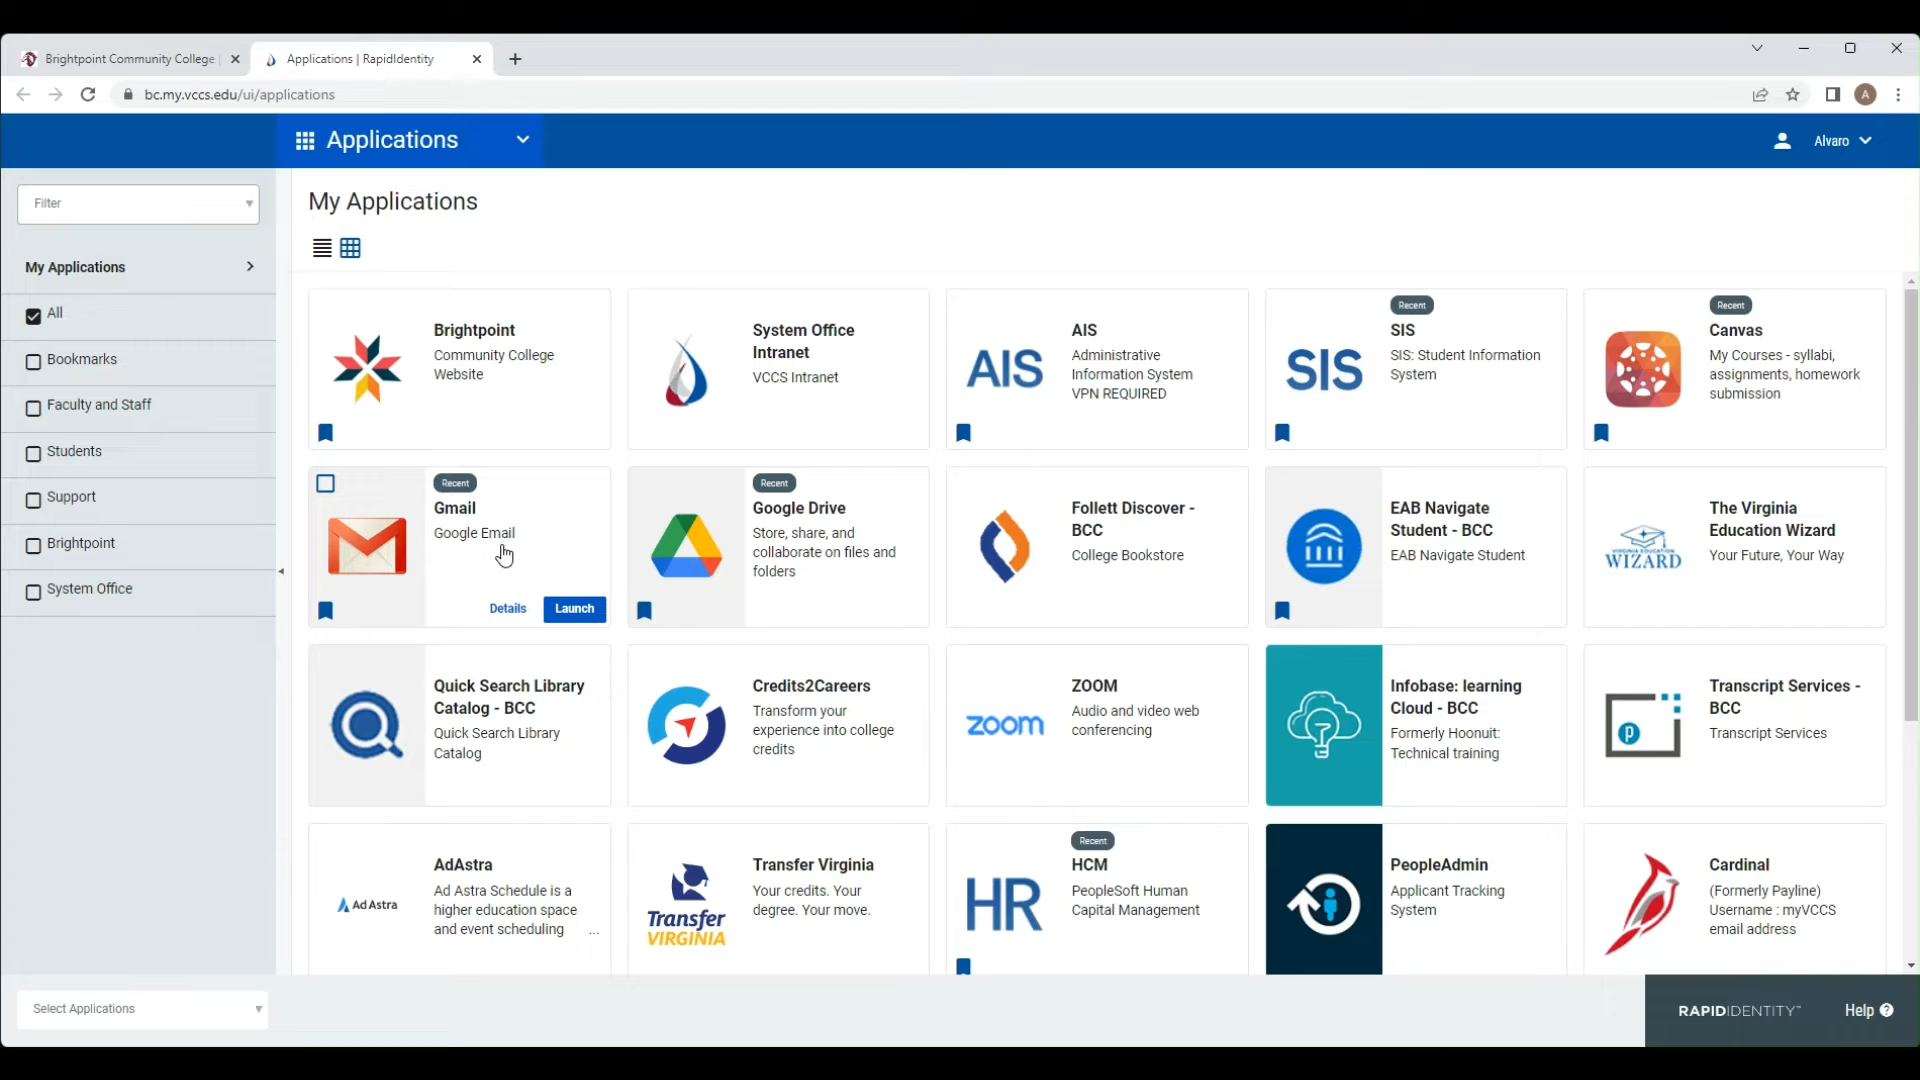 Brightpoint Community College |
Applications | RapidIdentity
bc.my.vccs.edu/ui/applications
A
Applications
Alvaro
Filter
My Applications
All
Bookmarks
Faculty and Staff
Students
Support
Brightpoint
System Office
My Applications
Brightpoint
Community College
Website
System Office
Intranet
VCCS Intranet
AIS
AIS
Administrative
Information System
VPN REQUIRED
SIS
Recent
SIS
SIS: Student Information
System
Recent
Canvas
My Courses - syllabi,
assignments, homework
submission
Recent
Gmail
Google Email
Details
Launch
Recent
Google Drive
Store, share, and
collaborate on files and
folders
Follett Discover -
BCC
College Bookstore
EAB Navigate
Student - BCC
EAB Navigate Student
VIRGINIA EDUCATION
WIZARD
The Virginia
Education Wizard
Your Future, Your Way
Quick Search Library
Catalog - BCC
Quick Search Library
Catalog
Credits2Careers
Transform your
experience into college
credits
zoom
ZOOM
Audio and video web
conferencing
Infobase: learning
Cloud - BCC
Formerly Hoonuit:
Technical training
p
Transcript Services -
BCC
Transcript Services
Ad Astra
AdAstra
Ad Astra Schedule is a
higher education space
and event scheduling ...
Transfer
VIRGINIA
Transfer Virginia
Your credits. Your
degree. Your move.
HR
Recent
HCM
PeopleSoft Human
Capital Management
PeopleAdmin
Applicant Tracking
System
Cardinal
(Formerly Payline)
Username : myVCCS
email address
Select Applications
RAPIDIDENTITY™
Help ?